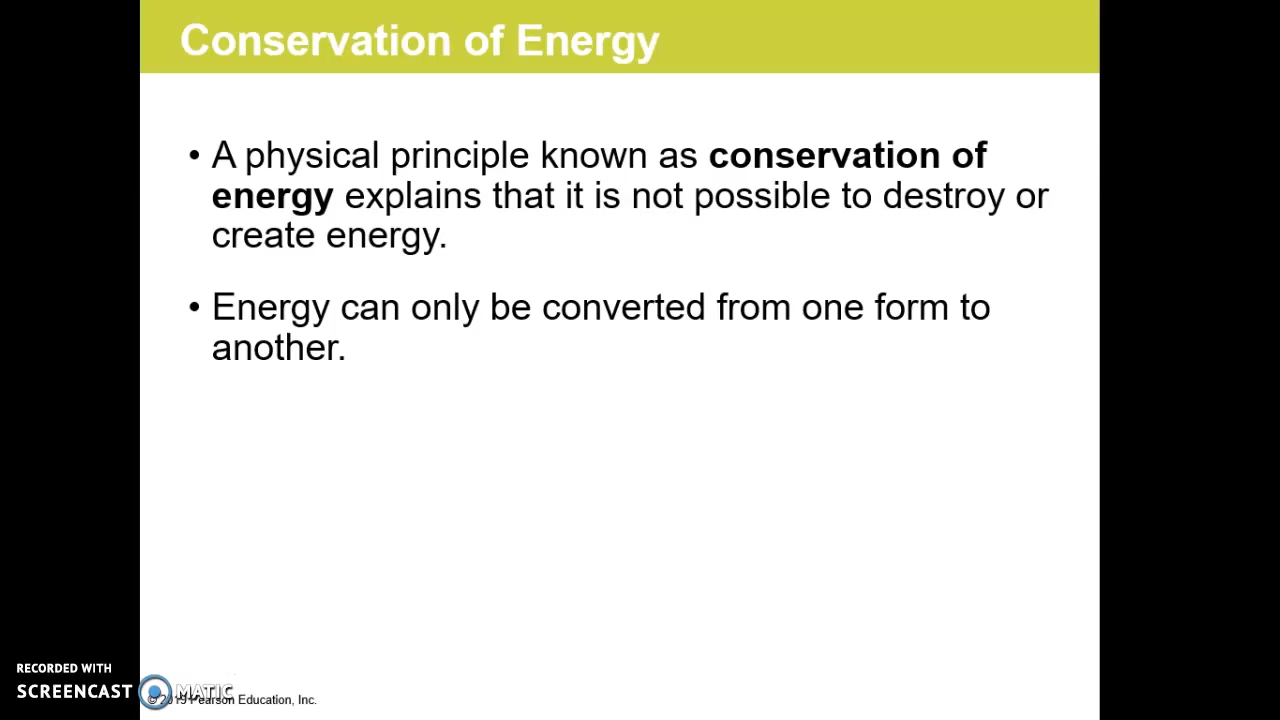 Conservation of Energy
• A physical principle known as conservation of
energy explains that it is not possible to destroy or
create energy.
• Energy can only be converted from one form to
another.
RECORDED WITH
SCREENCAST MATIC
© 2019 Pearson Education, Inc.